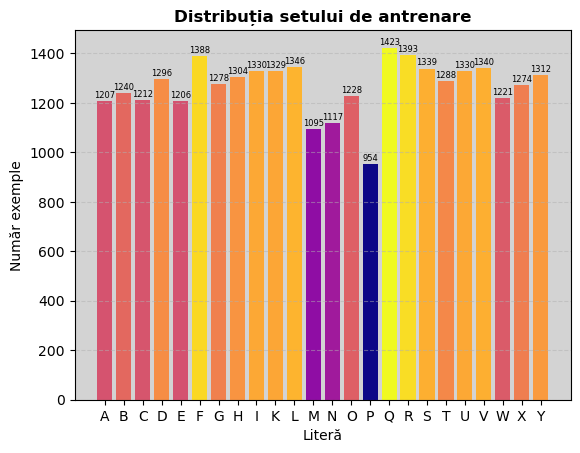 Distribuția setului de antrenare
Număr exemple
1400
1200
1000
800
600
400
200
0
1207 1240 1212 1296 1206 1388 1278 1304 1330 1329 1346 1095 1117 1228 954 1423 1393 1339 1288 1330 1340 1221 1274 1312
A B C D E F G H I K L M N O P Q R S T U V W X Y
Literă